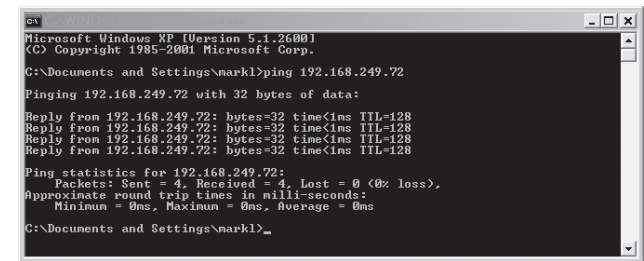 Microsoft Windows XP [Version 5.1.2600]
(C) Copyright 1985-2001 Microsoft Corp.
C:\Documents and Settings\markl>ping 192.168.249.72
Pinging 192.168.249.72 with 32 bytes of data:
Reply from 192.168.249.72: bytes=32 time<1ms TTL=128
Reply from 192.168.249.72: bytes=32 time<1ms TTL=128
Reply from 192.168.249.72: bytes=32 time<1ms TTL=128
Reply from 192.168.249.72: bytes=32 time<1ms TTL=128
Ping statistics for 192.168.249.72:
Packets: Sent = 4, Received = 4, Lost = 0 (0% loss),
Approximate round trip times in milli-seconds:
Minimum = 0ms, Maximum = 0ms, Average = 0ms
C:\Documents and Settings\markl>_